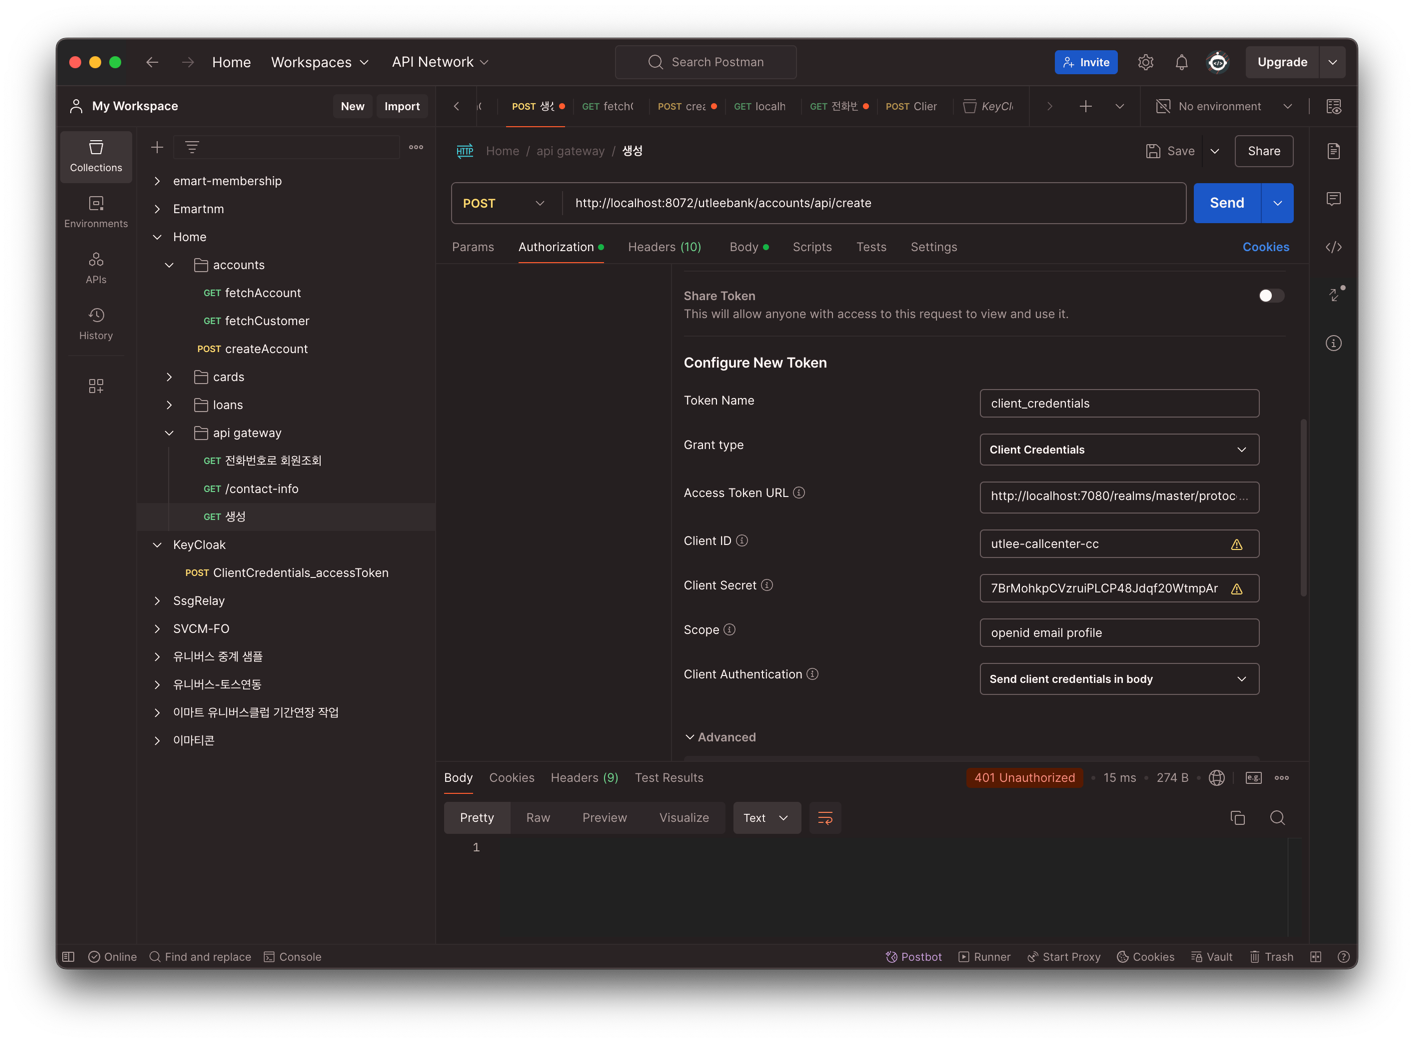 Home Workspaces API Network Search Postman Invite Upgrade
My Workspace New Import POST 생성 GET fetch POST crea GET localh GET 전화번 POST Clier KeyCl No environment
Collections
Environments
APIs
History
emart-membership
Emartnm
Home
accounts
GET fetchAccount
GET fetchCustomer
POST createAccount
cards
loans
api gateway
GET 전화번호로 회원조회
GET /contact-info
GET 생성
KeyCloak
POST ClientCredentials_accessToken
SsgRelay
SVCM-FO
유니버스 중계 샘플
유니버스-토스연동
이마트 유니버스클럽 기간연장 작업
이마티콘
HTTP Home / api gateway / 생성 Save Share
POST http://localhost:8072/utleebank/accounts/api/create Send
Params Authorization Headers (10) Body Scripts Tests Settings Cookies
Share Token
This will allow anyone with access to this request to view and use it.
Configure New Token
Token Name client_credentials
Grant type Client Credentials
Access Token URL http://localhost:7080/realms/master/protoc...
Client ID utlee-callcenter-cc
Client Secret 7BrMohkpCVzruiPLCP48Jdqf20WtmpAr
Scope openid email profile
Client Authentication Send client credentials in body
Advanced
Body Cookies Headers (9) Test Results 401 Unauthorized 15 ms 274 B e.g.
Pretty Raw Preview Visualize Text
1
Online Find and replace Console Postbot Runner Start Proxy Cookies Vault Trash